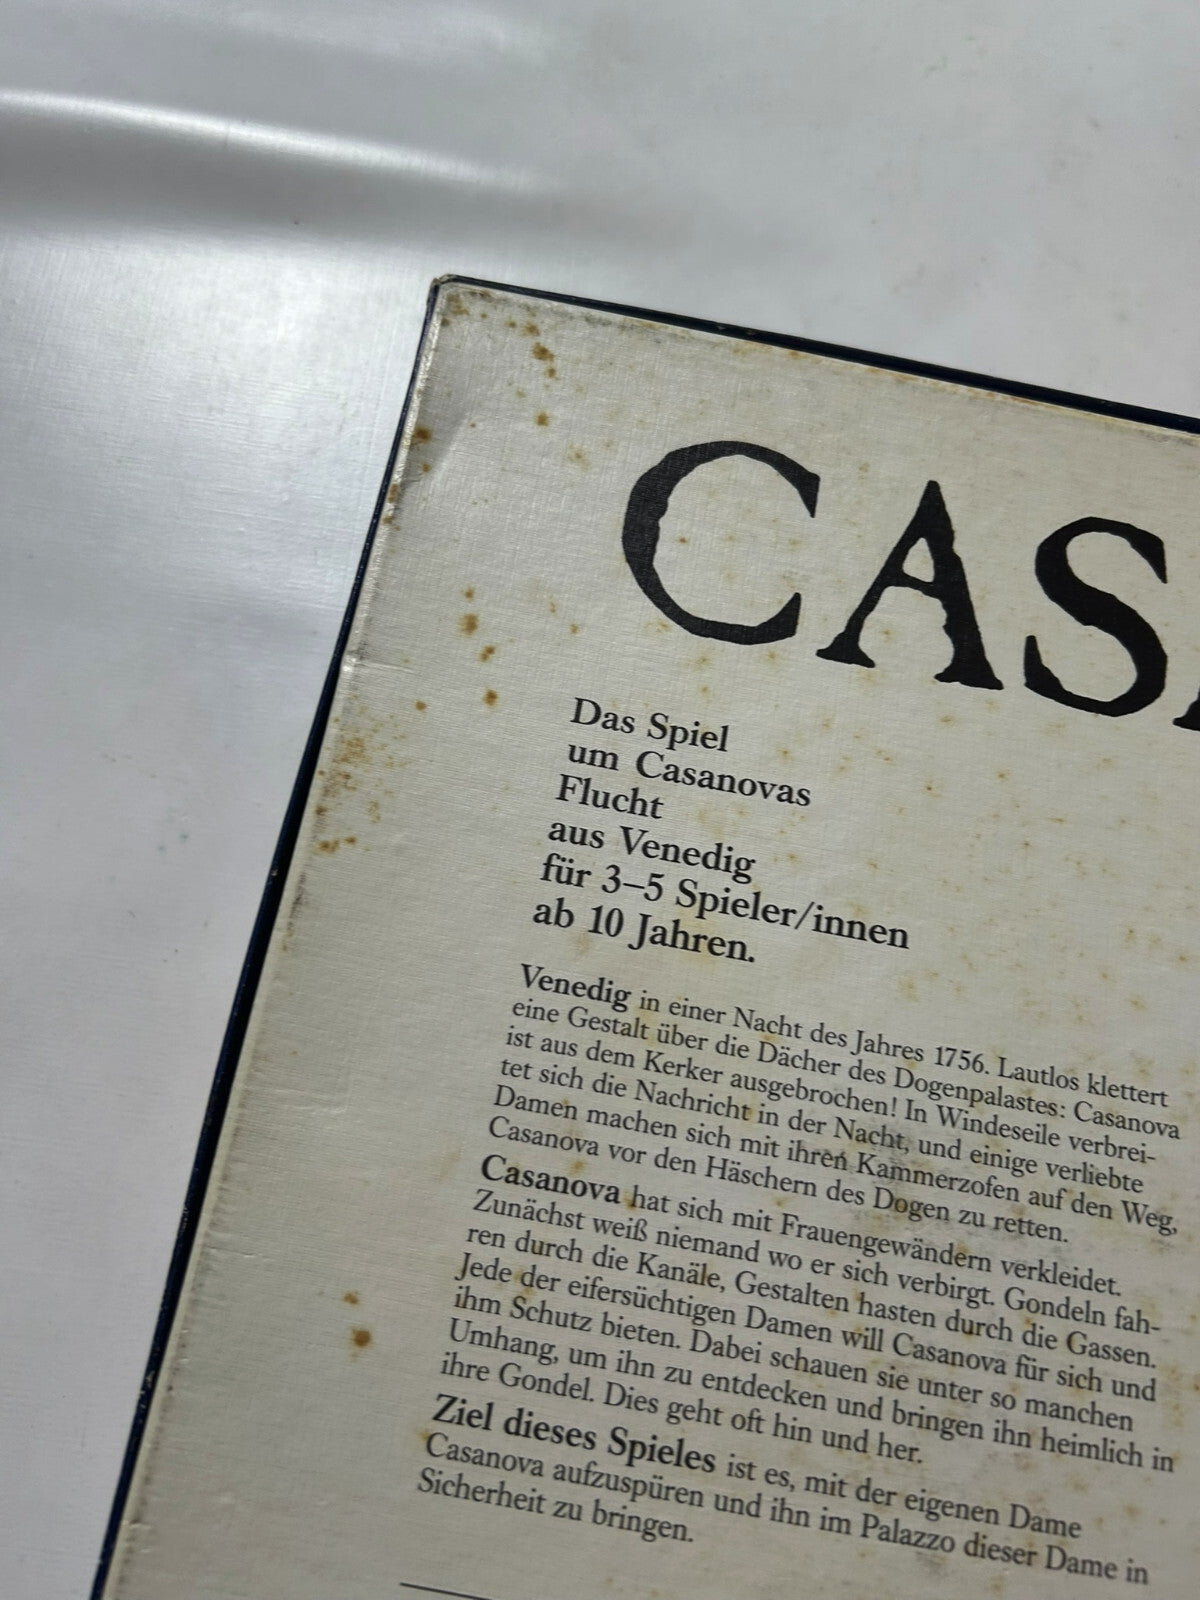 CAS
Das Spiel
um Casanovas
Flucht
aus Venedig
für 3–5 Spieler/innen
ab 10 Jahren.
Venedig in einer Nacht des Jahres 1756. Lautlos klettert
eine Gestalt über die Dächer des Dogenpalastes: Casanova
ist aus dem Kerker ausgebrochen! In Windeseile verbrei-
tet sich die Nachricht in der Nacht, und einige verliebte
Damen machen sich mit ihren Kammerzofen auf den Weg,
Casanova vor den Häschern des Dogen zu retten.
Casanova hat sich mit Frauengewändern verkleidet.
Zunächst weiß niemand wo er sich verbirgt. Gondeln fah-
ren durch die Kanäle, Gestalten hasten durch die Gassen.
Jede der eifersüchtigen Damen will Casanova für sich und
ihm Schutz bieten. Dabei schauen sie unter so manchen
Umhang, um ihn zu entdecken und bringen ihn heimlich in
ihre Gondel. Dies geht oft hin und her.
Ziel dieses Spieles ist es, mit der eigenen Dame
Casanova aufzuspüren und ihn im Palazzo dieser Dame in
Sicherheit zu bringen.